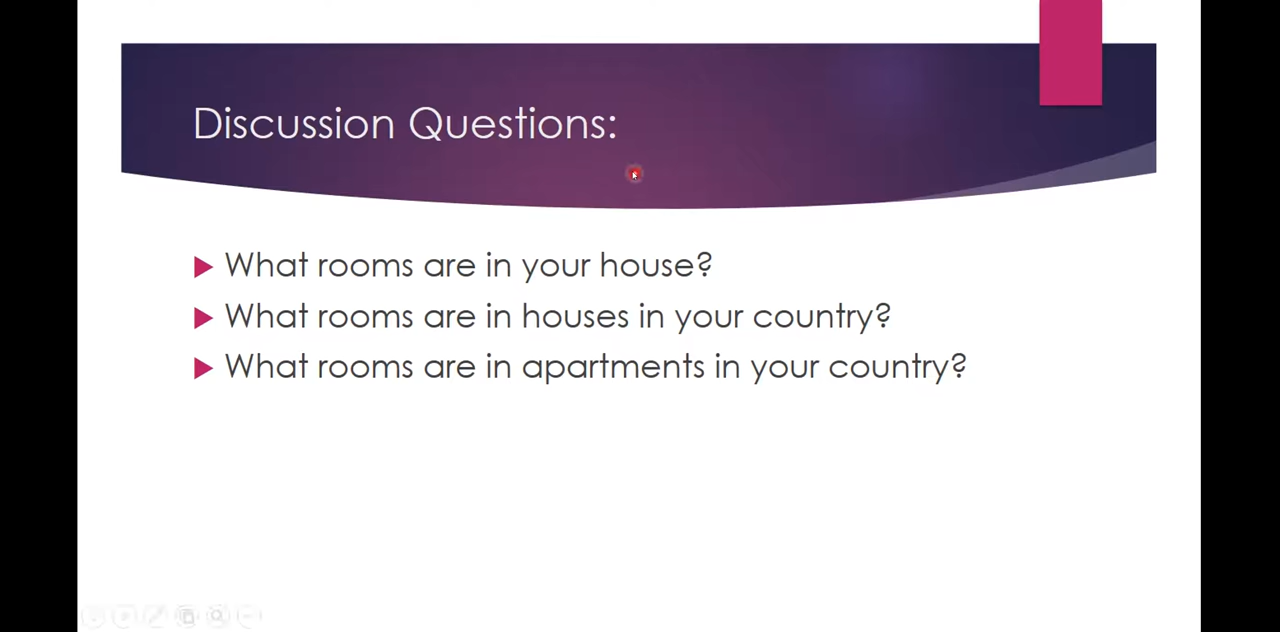 Discussion Questions:
What rooms are in your house?
What rooms are in houses in your country?
What rooms are in apartments in your country?